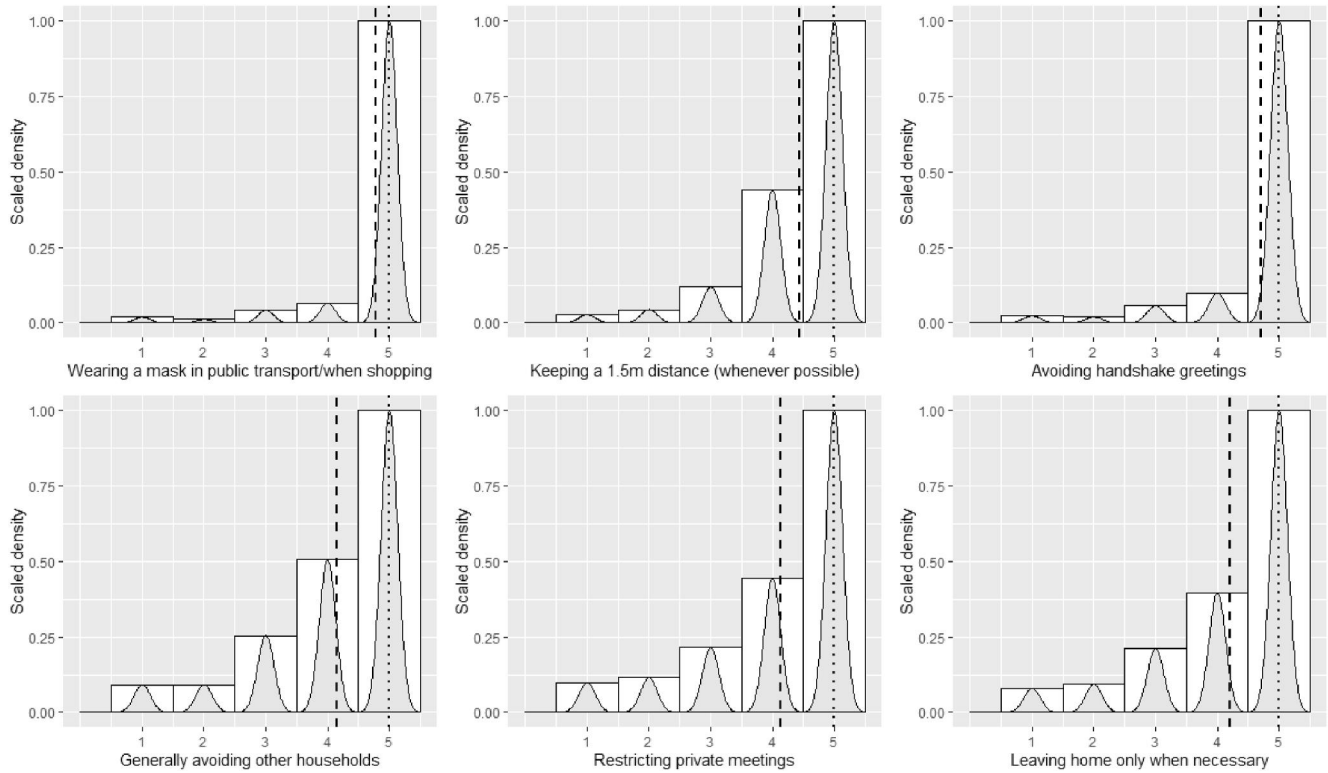 Scaled density
1.00
0.75
0.50
0.25
0.00
1 2 3 4 5
Wearing a mask in public transport/when shopping
Scaled density
1.00
0.75
0.50
0.25
0.00
1 2 3 4 5
Keeping a 1.5m distance (whenever possible)
Scaled density
1.00
0.75
0.50
0.25
0.00
1 2 3 4 5
Avoiding handshake greetings
Scaled density
1.00
0.75
0.50
0.25
0.00
1 2 3 4 5
Generally avoiding other households
Scaled density
1.00
0.75
0.50
0.25
0.00
1 2 3 4 5
Restricting private meetings
Scaled density
1.00
0.75
0.50
0.25
0.00
1 2 3 4 5
Leaving home only when necessary